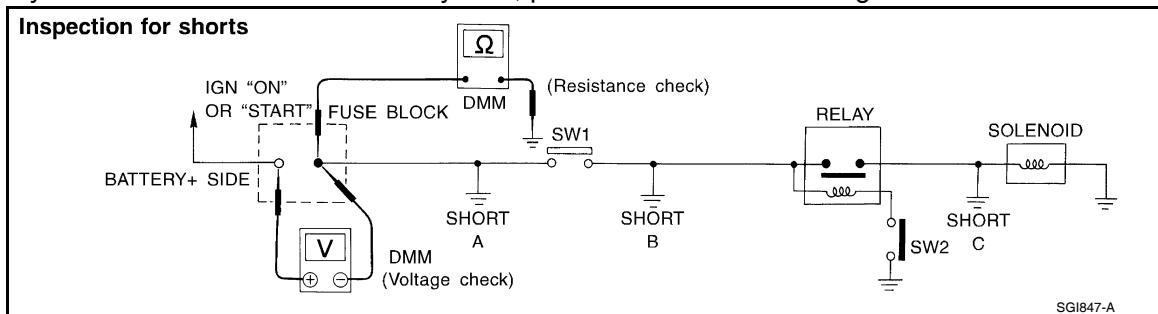 Inspection for shorts
Ω
IGN “ON”
OR “START”
FUSE BLOCK
DMM
(Resistance check)
SW1
RELAY
SOLENOID
BATTERY+ SIDE
SHORT
A
SHORT
B
SHORT
C
SW2
V
+ −
DMM
(Voltage check)
SGI847-A